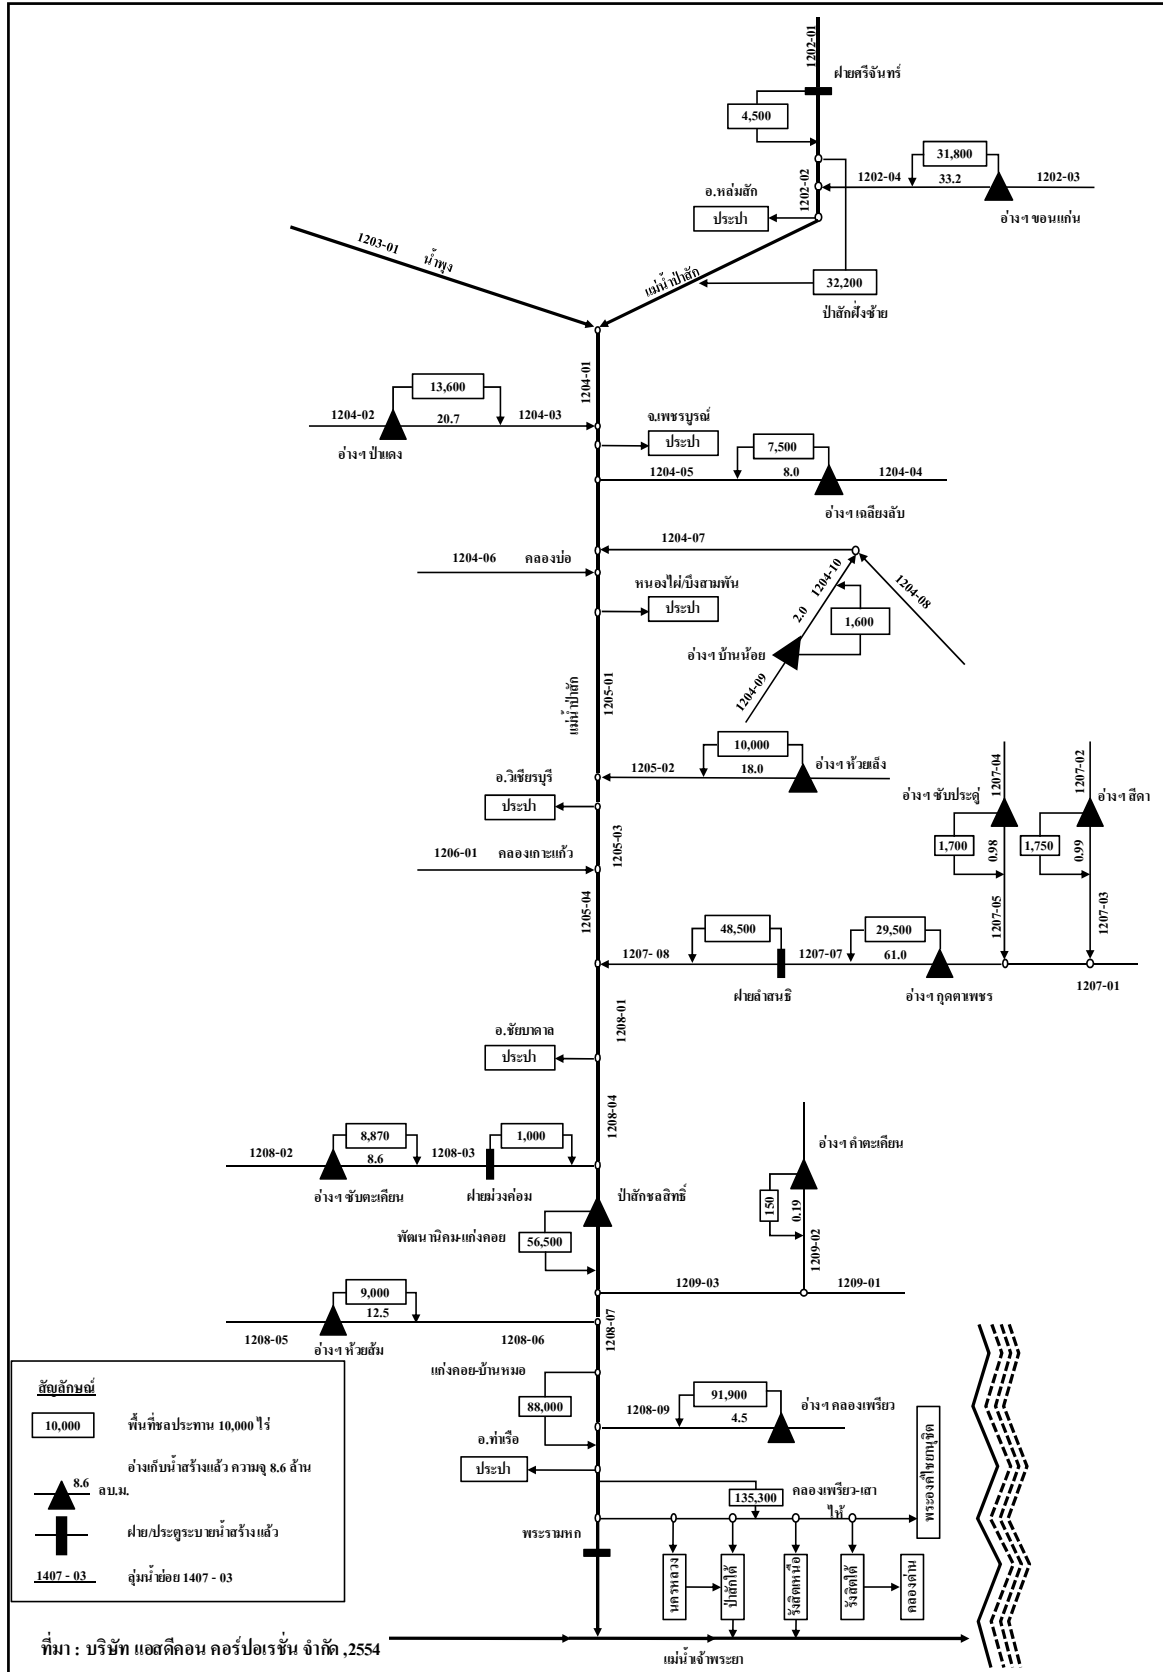 1202-01
ฝายศรีจันทร์
4,500
31,800
1202-04
33.2
1202-03
1202-02
อ.หล่มสัก
ประปา
อ่างฯ ขอนแก่น
1203-01
น้ำพุง
แม่น้ำป่าสัก
32,200
ป่าสักฝั่งซ้าย
1204-01
13,600
1204-02
20.7
1204-03
อ่างฯ ป่าแดง
จ.เพชรบูรณ์
ประปา
7,500
1204-05
8.0
1204-04
อ่างฯ เฉลียงลับ
1204-07
1204-06
คลองบ่อ
1204-10
1204-08
หนองไผ่/บึงสามพัน
ประปา
2.0
1,600
อ่างฯ บ้านน้อย
1204-09
แม่น้ำป่าสัก
1205-01
10,000
1205-02
18.0
อ่างฯ ห้วยเล็ง
1207-04
1207-02
อ.วิเชียรบุรี
ประปา
อ่างฯ ซับประดู่
อ่างฯ สีดา
1,700
0.98
1,750
0.99
1206-01
คลองเกาะแก้ว
1205-03
1205-04
1207-05
1207-03
48,500
29,500
1207- 08
1207-07
61.0
ฝายลำสนธิ
อ่างฯ กุดตาเพชร
1207-01
1208-01
อ.ชัยบาดาล
ประปา
1208-04
8,870
1,000
1208-02
8.6
1208-03
อ่างฯ ซับตะเคียน
ฝายม่วงค่อม
อ่างฯ คำตะเคียน
ป่าสักชลสิทธิ์
พัฒนานิคม-แก่งคอย
56,500
150
0.19
1209-02
1209-03
1209-01
9,000
12.5
1208-05
1208-06
1208-07
อ่างฯ ห้วยส้ม
แก่งคอย-บ้านหมอ
88,000
91,900
1208-09
4.5
อ่างฯ คลองเพรียว
สัญลักษณ์
10,000
พื้นที่ชลประทาน 10,000 ไร่
อ่างเก็บน้ำสร้างแล้ว ความจุ 8.6 ล้าน
8.6
ลบ.ม.
ฝาย/ประตูระบายน้ำสร้างแล้ว
1407 - 03
ลุ่มน้ำย่อย 1407 - 03
อ.ท่าเรือ
ประปา
135,300
คลองเพรียว-เสา
ไห้
พระองค์ไชยานุชิต
พระรามหก
นครหลวง
ป่าสักใต้
รังสิตเหนือ
รังสิตใต้
คลองด่าน
ที่มา : บริษัท แอสดีคอน คอร์ปอเรชั่น จำกัด ,2554
แม่น้ำเจ้าพระยา